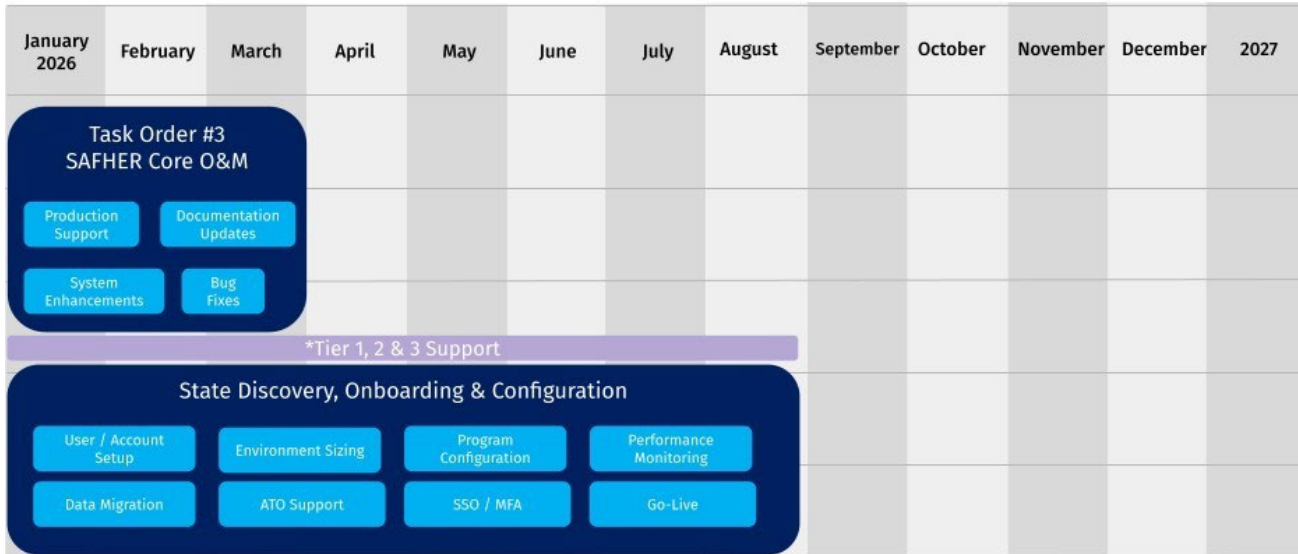 January 2026 February March April May June July August September October November December 2027
Task Order #3
SAFHER Core O&M
Production
Support
Documentation
Updates
System
Enhancements
Bug
Fixes
*Tier 1, 2 & 3 Support
State Discovery, Onboarding & Configuration
User / Account
Setup
Environment Sizing
Program
Configuration
Performance
Monitoring
Data Migration
ATO Support
SSO / MFA
Go-Live